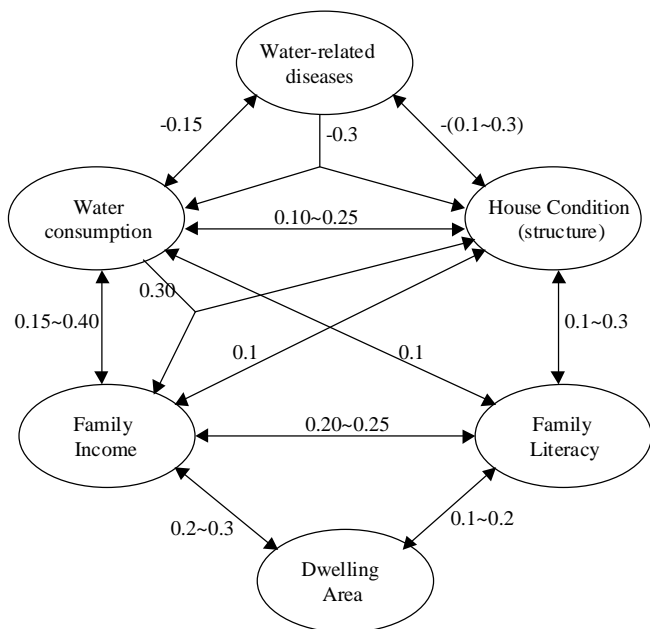 Water-related
diseases
-0.15
-0.3
-(0.1~0.3)
Water
consumption
0.10~0.25
House Condition
(structure)
0.30
0.15~0.40
0.1
0.1
0.1~0.3
Family
Income
0.20~0.25
Family
Literacy
0.2~0.3
0.1~0.2
Dwelling
Area